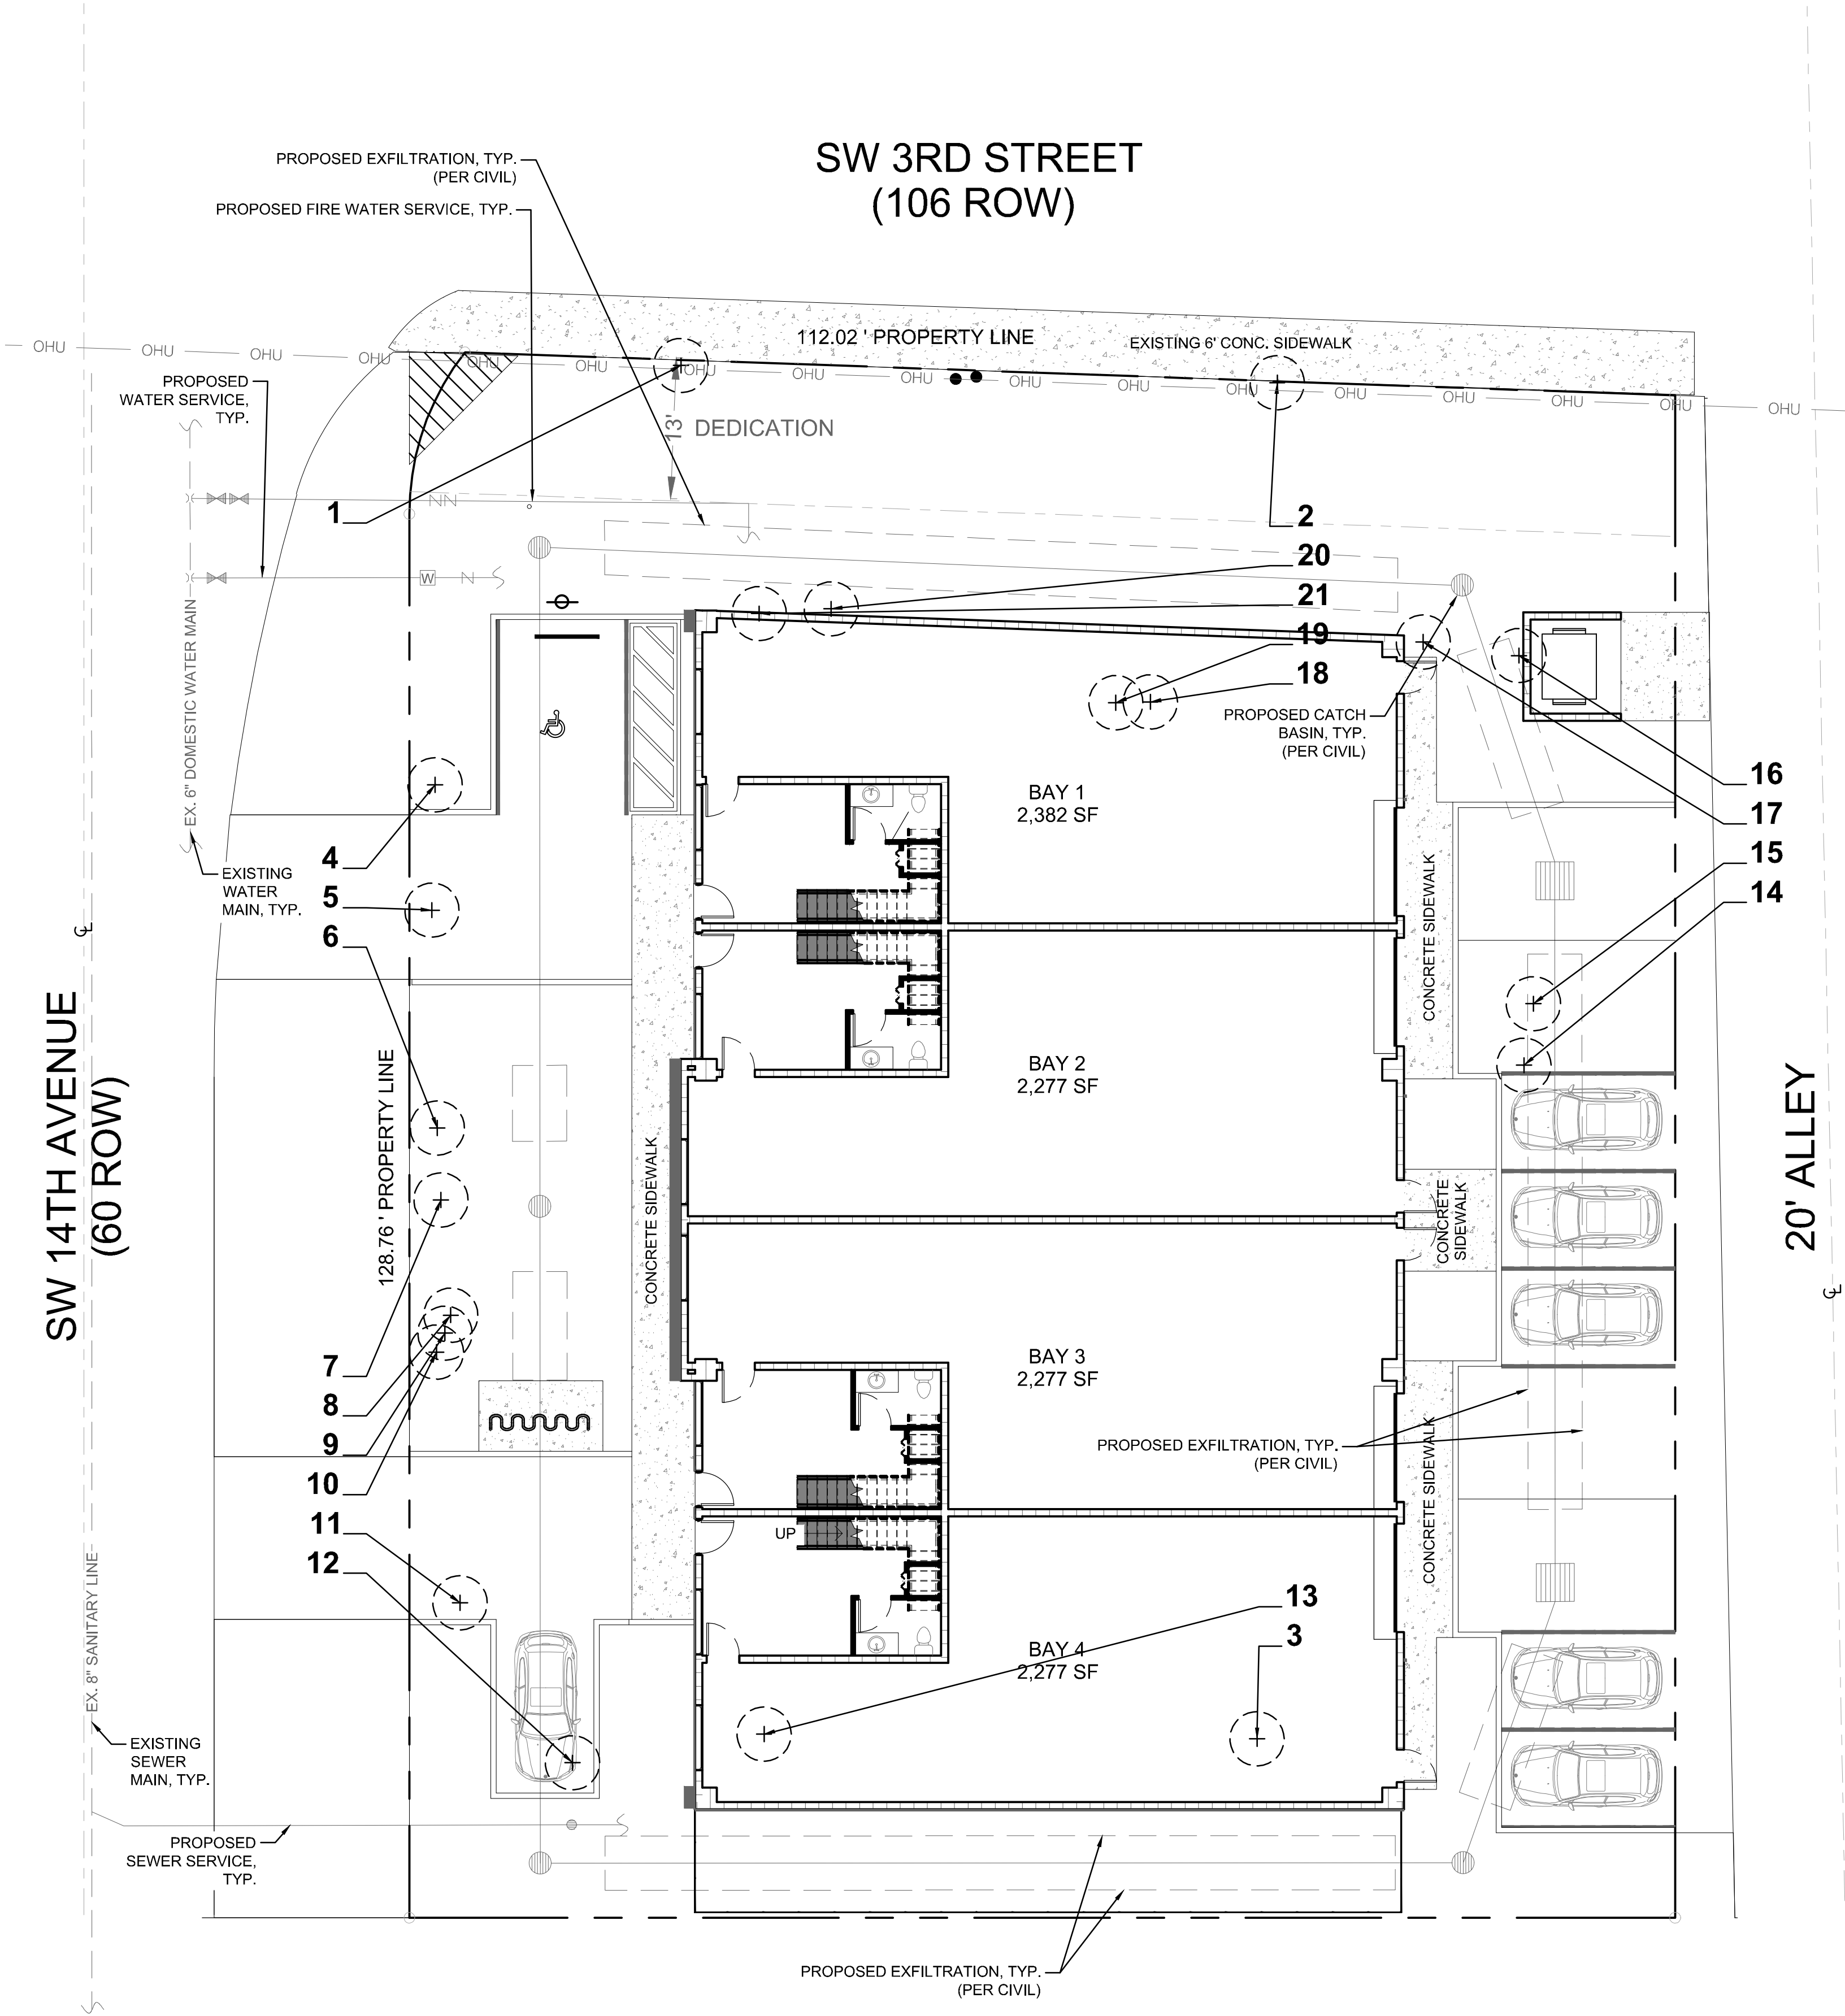 SW 3RD STREET
(106 ROW)
PROPOSED EXFILTRATION, TYP.
(PER CIVIL)
PROPOSED FIRE WATER SERVICE, TYP.
112.02 ' PROPERTY LINE
EXISTING 6' CONC. SIDEWALK
OHU OHU OHU OHU OHU OHU OHU OHU OHU OHU OHU OHU OHU OHU OHU OHU OHU
PROPOSED
WATER SERVICE,
TYP.
13' DEDICATION
1
2
20
21
19
18
N N
W N
PROPOSED CATCH
BASIN, TYP.
(PER CIVIL)
EX. 6" DOMESTIC WATER MAIN
16
17
15
14
BAY 1
2,382 SF
4
5
6
EXISTING
WATER
MAIN, TYP.
CONCRETE SIDEWALK
SW 14TH AVENUE
(60 ROW)
128.76 ' PROPERTY LINE
BAY 2
2,277 SF
20' ALLEY
CONCRETE SIDEWALK
CONCRETE
SIDEWALK
7
8
9
10
11
12
BAY 3
2,277 SF
PROPOSED EXFILTRATION, TYP.
(PER CIVIL)
CONCRETE SIDEWALK
UP
EX. 8" SANITARY LINE
13
3
BAY 4
2,277 SF
EXISTING
SEWER
MAIN, TYP.
PROPOSED
SEWER SERVICE,
TYP.
PROPOSED EXFILTRATION, TYP.
(PER CIVIL)